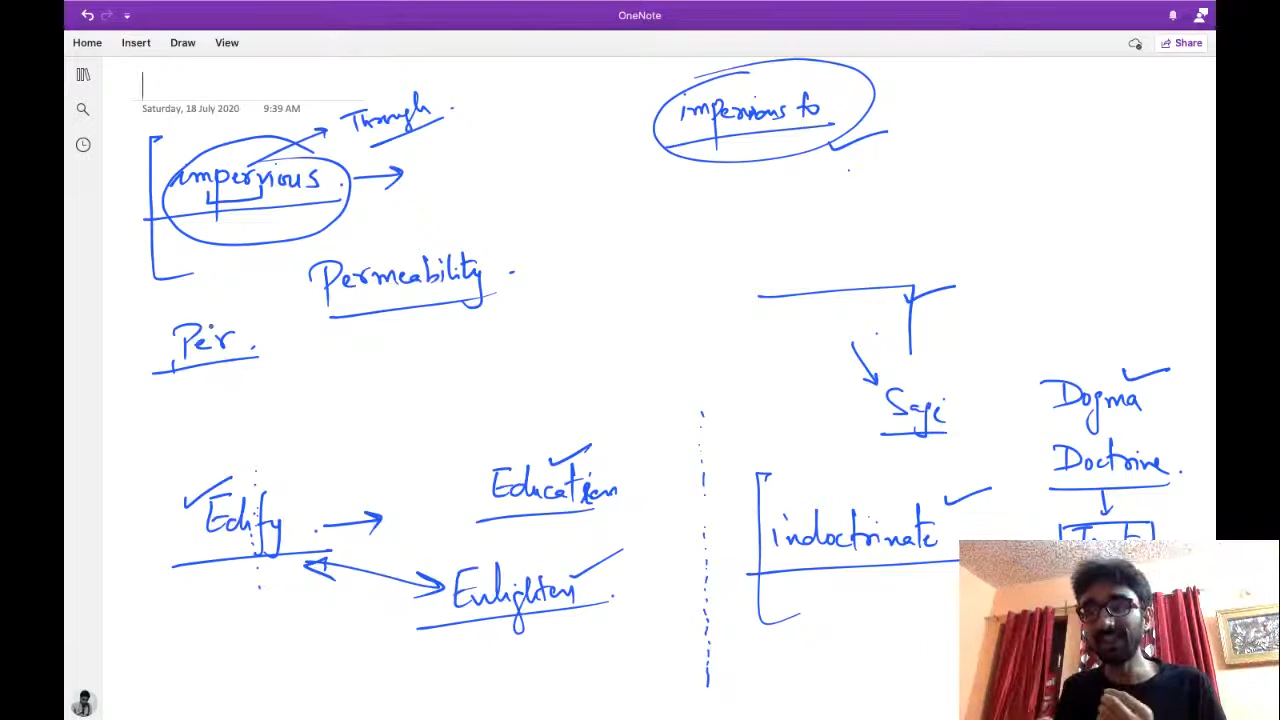 OneNote
Home Insert Draw View
Share
Saturday, 18 July 2020 9:39 AM
Through
impervious to
impervious
Permeability
Per
Dogma
Doctrine
Edify
Education
indoctrinate
Enlighten